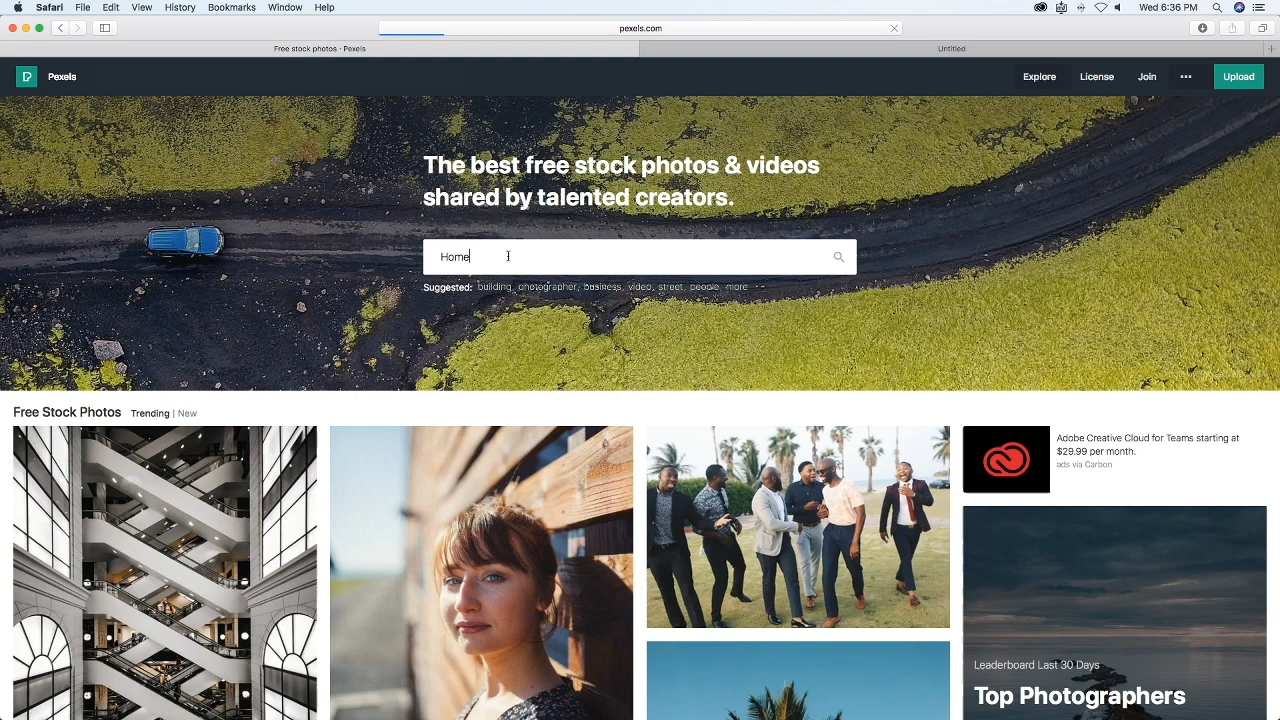 Safari File Edit View History Bookmarks Window Help Wed 6:36 PM
pexels.com
Free stock photos · Pexels Untitled
Pexels Explore License Join ••• Upload
The best free stock photos & videos
shared by talented creators.
Home
Suggested: building, photographer, business, video, street, people, more
Free Stock Photos Trending | New
Adobe Creative Cloud for Teams starting at
$29.99 per month.
ads via Carbon
Leaderboard Last 30 Days
Top Photographers